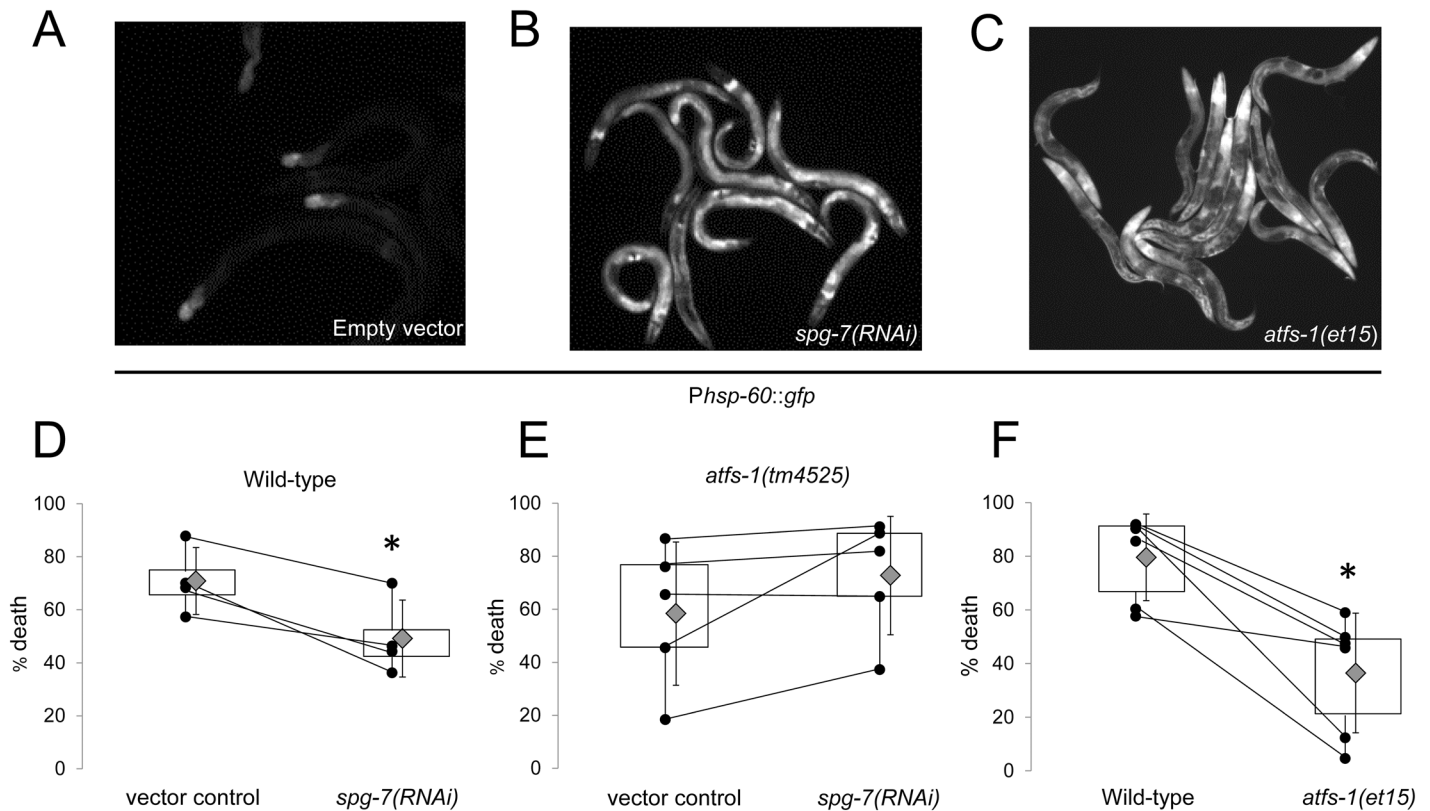 A
B
C
Empty vector
spg-7(RNAi)
atfs-1(et15)
Phsp-60::gfp
D
E
F
Wild-type
atfs-1(tm4525)
100
80
60
40
20
0
% death
*
vector control
spg-7(RNAi)
100
80
60
40
20
0
% death
vector control
spg-7(RNAi)
100
80
60
40
20
0
% death
*
Wild-type
atfs-1(et15)